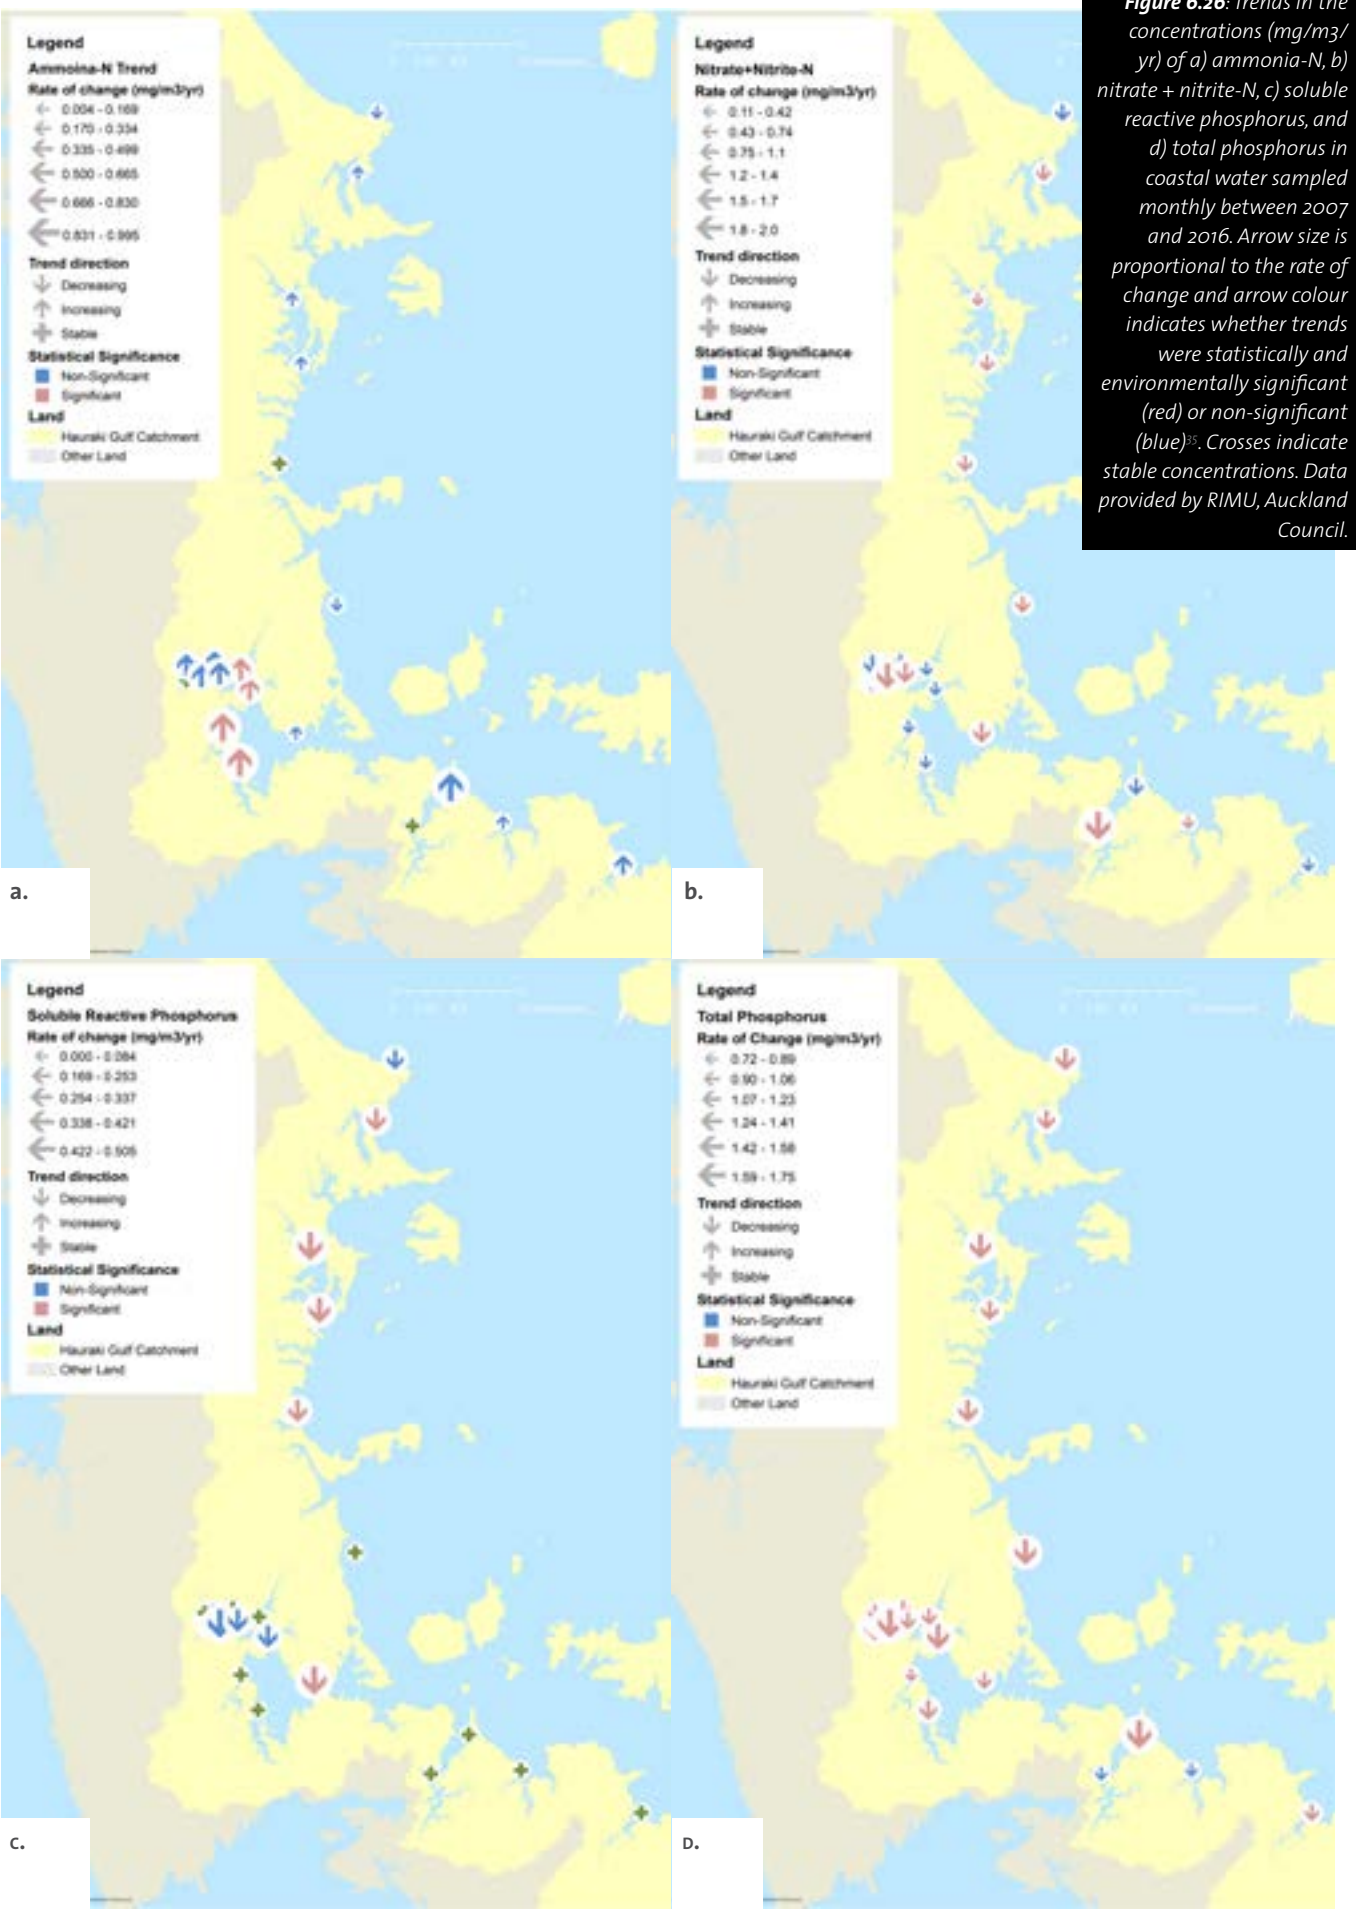 Figure 6.26: Trends in the
concentrations (mg/m3/
yr) of a) ammonia-N, b)
nitrate + nitrite-N, c) soluble
reactive phosphorus, and
d) total phosphorus in
coastal water sampled
monthly between 2007
and 2016. Arrow size is
proportional to the rate of
change and arrow colour
indicates whether trends
were statistically and
environmentally significant
(red) or non-significant
(blue)35. Crosses indicate
stable concentrations. Data
provided by RIMU, Auckland
Council.
Legend
Ammoina-N Trend
Rate of change (mg/m3/yr)
0.004 - 0.169
0.170 - 0.334
0.335 - 0.499
0.500 - 0.665
0.666 - 0.830
0.831 - 0.995
Trend direction
Decreasing
Increasing
Stable
Statistical Significance
Non-Significant
Significant
Land
Hauraki Gulf Catchment
Other Land
a.
Legend
Nitrate+Nitrite-N
Rate of change (mg/m3/yr)
0.11 - 0.42
0.43 - 0.74
0.75 - 1.1
1.2 - 1.4
1.5 - 1.7
1.8 - 2.0
Trend direction
Decreasing
Increasing
Stable
Statistical Significance
Non-Significant
Significant
Land
Hauraki Gulf Catchment
Other Land
b.
Legend
Soluble Reactive Phosphorus
Rate of change (mg/m3/yr)
0.000 - 0.084
0.169 - 0.253
0.254 - 0.337
0.338 - 0.421
0.422 - 0.505
Trend direction
Decreasing
Increasing
Stable
Statistical Significance
Non-Significant
Significant
Land
Hauraki Gulf Catchment
Other Land
c.
Legend
Total Phosphorus
Rate of Change (mg/m3/yr)
0.72 - 0.89
0.90 - 1.06
1.07 - 1.23
1.24 - 1.41
1.42 - 1.58
1.59 - 1.75
Trend direction
Decreasing
Increasing
Stable
Statistical Significance
Non-Significant
Significant
Land
Hauraki Gulf Catchment
Other Land
D.